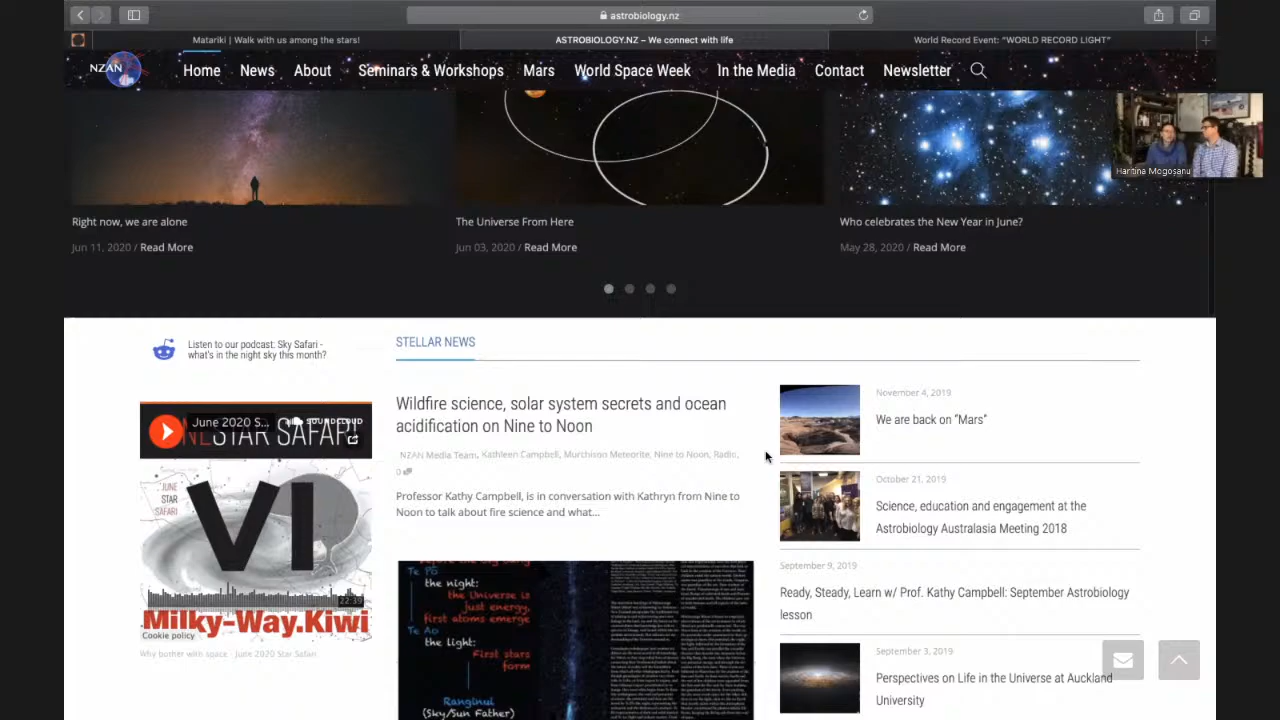 astrobiology.nz
Matariki | Walk with us among the stars!
ASTROBIOLOGY.NZ – We connect with life
World Record Event: “WORLD RECORD LIGHT”
NZAN
Home
News
About
Seminars & Workshops
Mars
World Space Week
In the Media
Contact
Newsletter
Haritina Mogosanu
Right now, we are alone
Jun 11, 2020 / Read More
The Universe From Here
Jun 03, 2020 / Read More
Who celebrates the New Year in June?
May 28, 2020 / Read More
Listen to our podcast: Sky Safari -
what's in the night sky this month?
June 2020 S...
SOUNDCLOUD
STAR SAFARI
JUNE
STAR
SAFARI
VI
Milky-Way.Kiwi
Cookie policy
Why bother with space - June 2020 Star Safari
STELLAR NEWS
Wildfire science, solar system secrets and ocean
acidification on Nine to Noon
NZAN Media Team, Kathleen Campbell, Murchison Meteorite, Nine to Noon, Radio,
0
Professor Kathy Campbell, is in conversation with Kathryn from Nine to
Noon to talk about fire science and what...
the night:
the Universe is
just energy.
light:
First stars
form
Ranginui
(/Sun Father)
November 4, 2019
We are back on “Mars”
October 21, 2019
Science, education and engagement at the
Astrobiology Australasia Meeting 2018
September 9, 2019
Ready, Steady, Learn / Prof. Kathy Campbell: September Astrobiology
lesson
September 3, 2019
Perspectives on Life in the Universe: Auckland
University